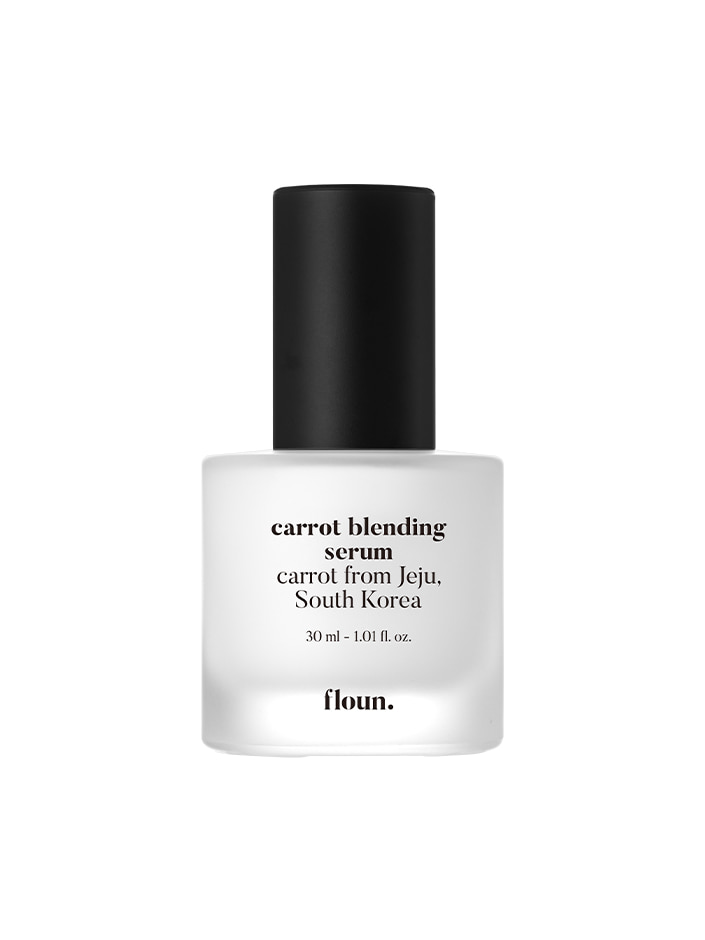 carrot blending
serum
carrot from Jeju,
South Korea
30 ml - 1.01 fl. oz.
floun.